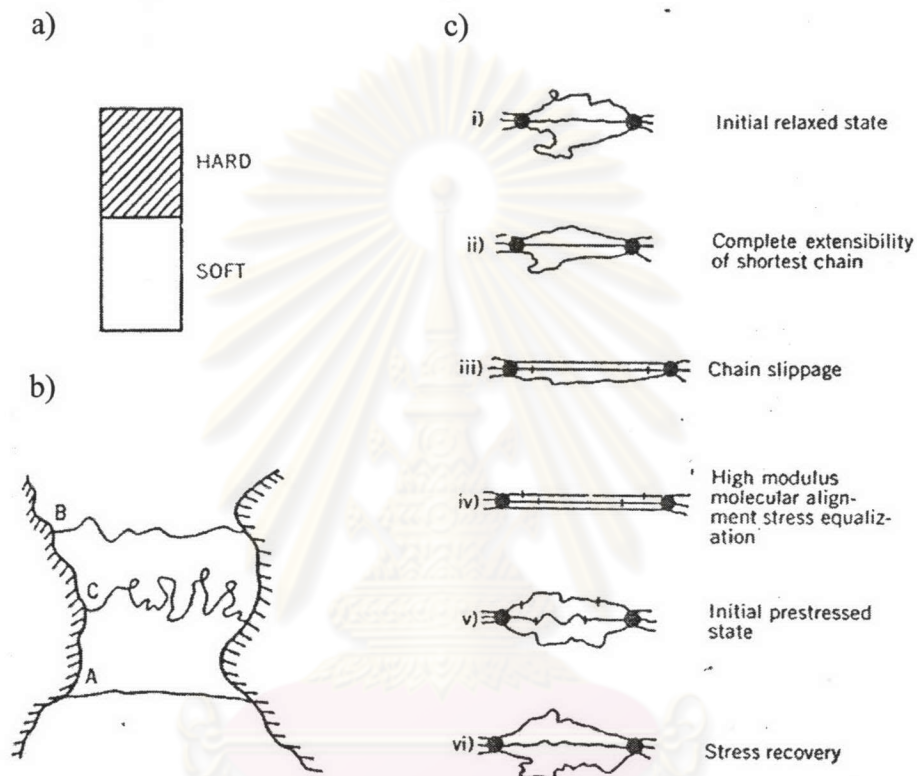 a)
HARD
SOFT
b)
B
C
A
c)
i) Initial relaxed state
ii) Complete extensibility
of shortest chain
iii) Chain slippage
iv) High modulus
molecular align-
ment stress equaliz-
ation
v) Initial prestressed
state
vi) Stress recovery